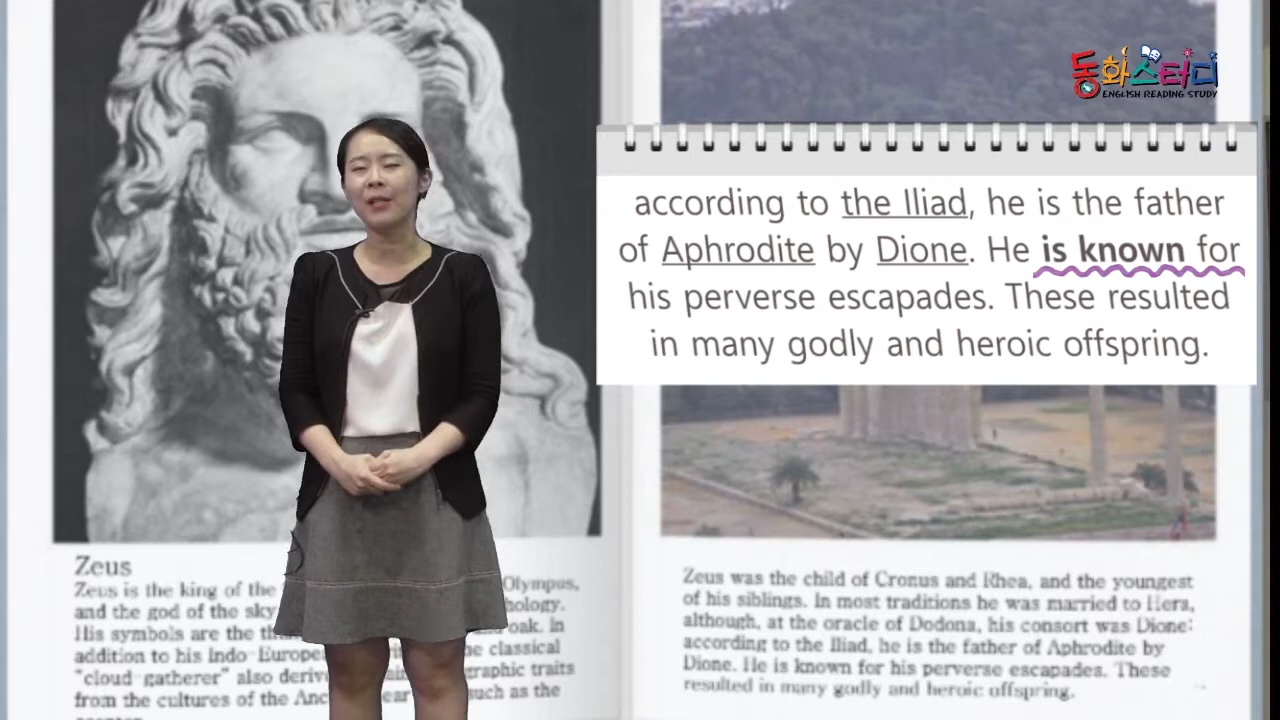 동화스터디
ENGLISH READING STUDY
according to the Iliad, he is the father
of Aphrodite by Dione. He is known for
his perverse escapades. These resulted
in many godly and heroic offspring.
Zeus
Zeus is the king of the Olympus,
and the god of the sky
His symbols are the oak. In
addition to his Indo-Europe classical
"cloud-gatherer" also graphic traits
from the cultures of the such as the
Zeus was the child of Cronus and Rhea, and the youngest
of his siblings. In most traditions he was married to Hera,
although, at the oracle of Dodona, his consort was Dione:
according to the Iliad, he is the father of Aphrodite by
Dione. He is known for his perverse escapades. These
resulted in many godly and heroic offspring.